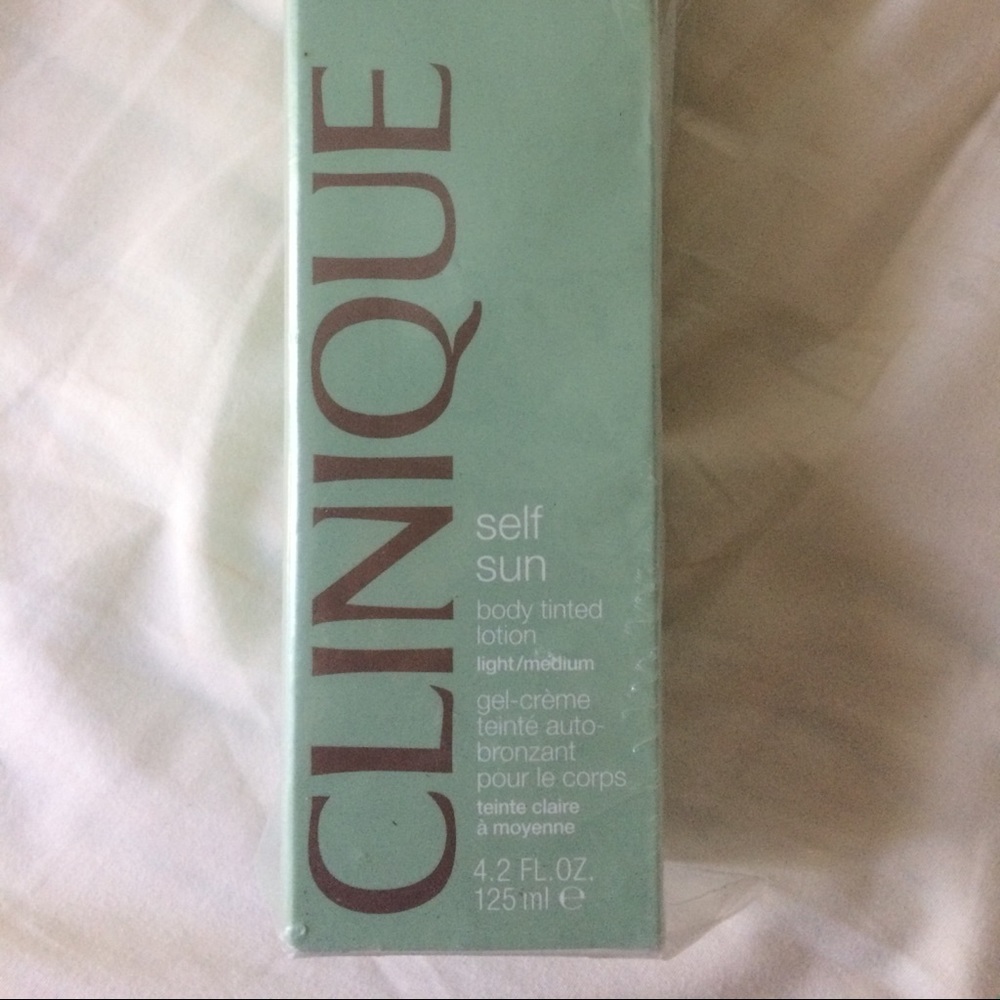 CLINIQUE
self
sun
body tinted
lotion
light/medium
gel-crème
teinté auto-
bronzant
pour le corps
teinte claire
à moyenne
4.2 FL.OZ.
125 ml ℮